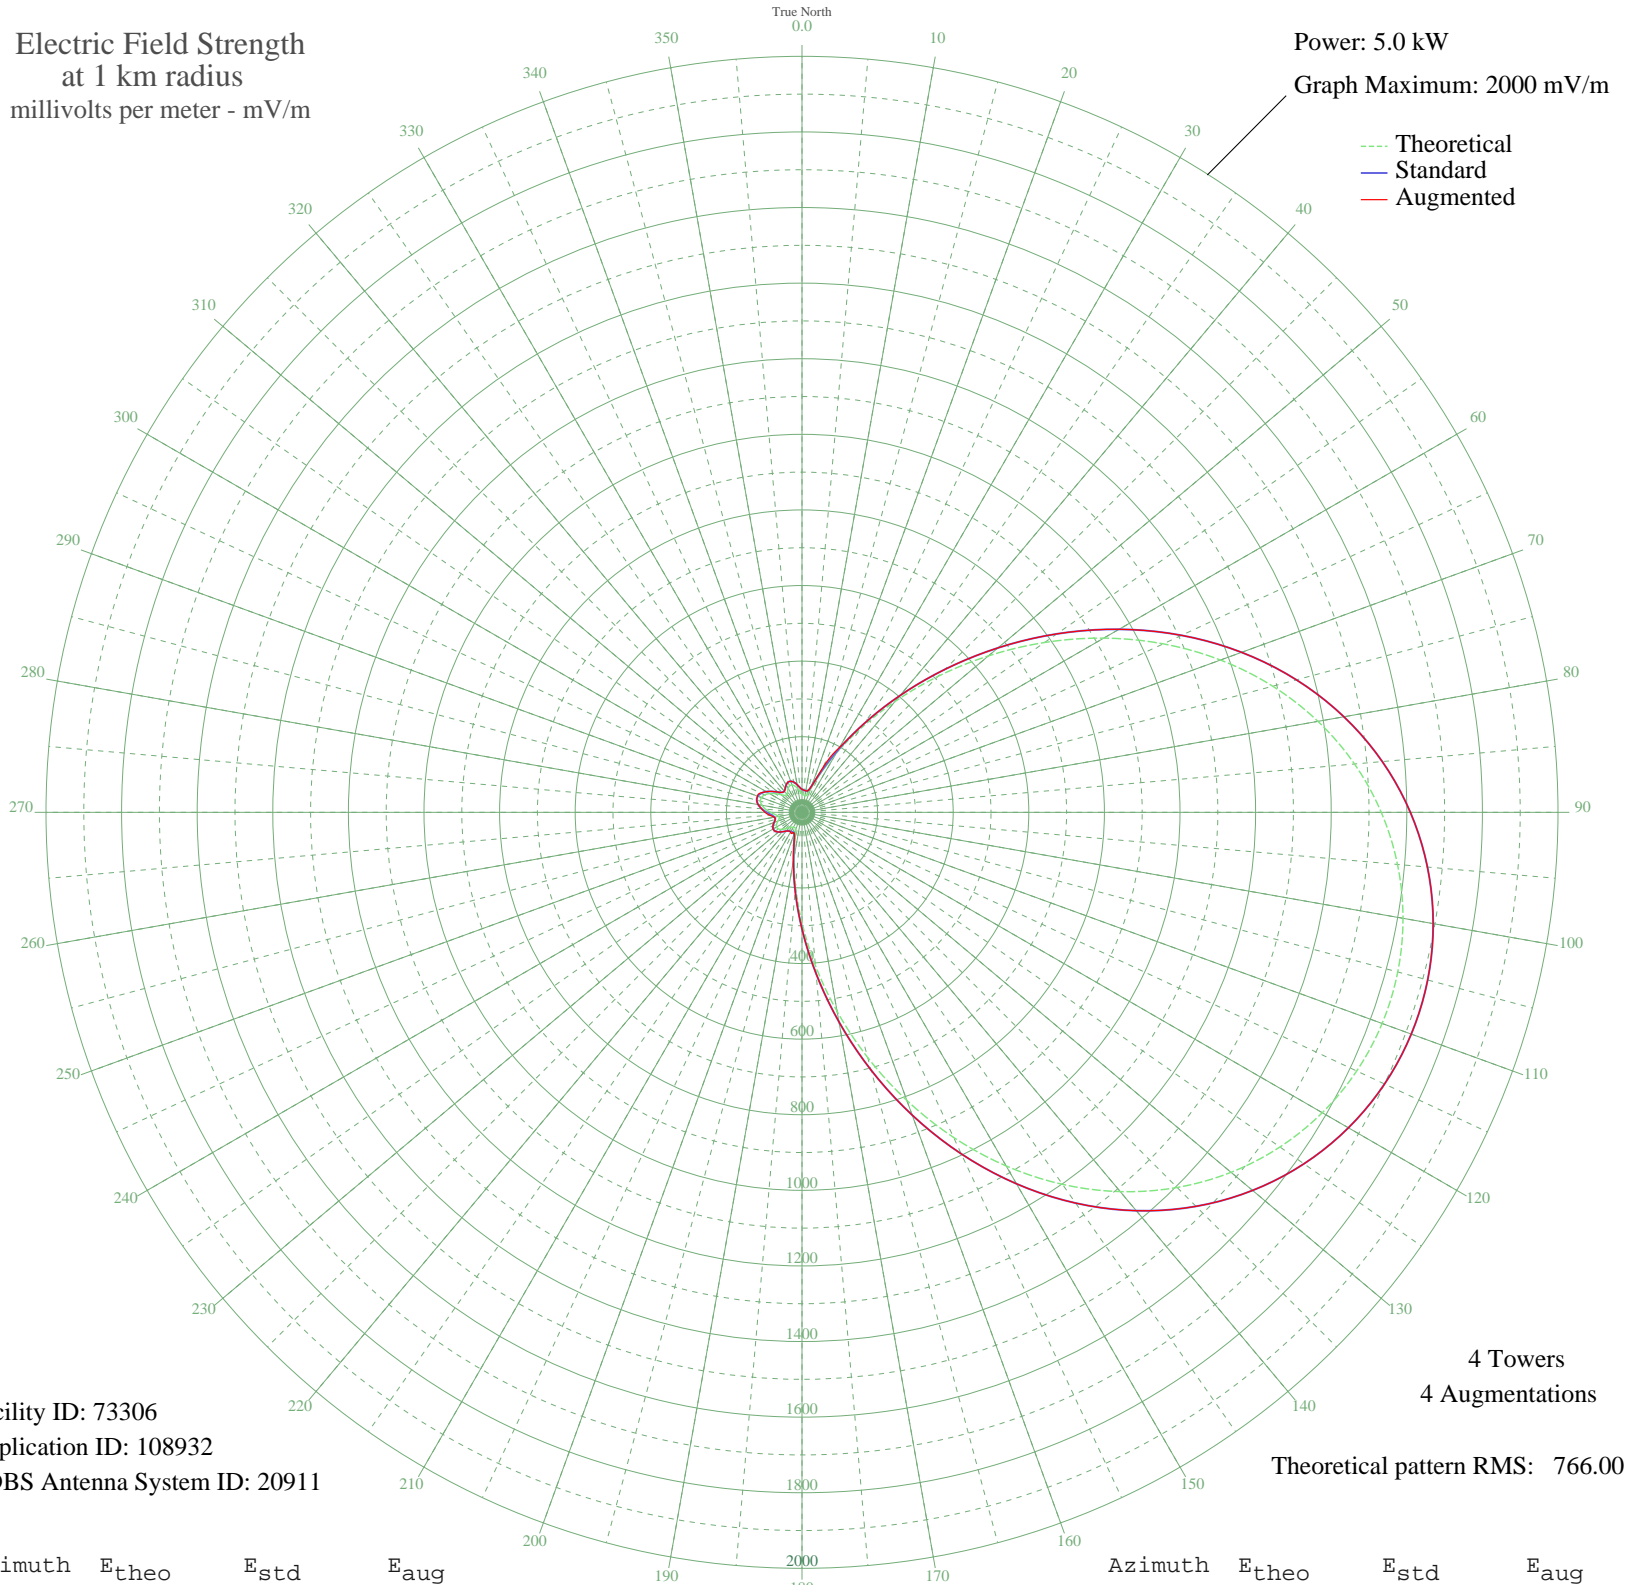 True North
0.0
Electric Field Strength
at 1 km radius
millivolts per meter - mV/m
Power: 5.0 kW
Graph Maximum: 2000 mV/m
Theoretical
Standard
Augmented
10
20
30
40
50
60
70
80
90
100
110
120
130
140
150
160
170
190
200
210
220
230
240
250
260
270
280
290
300
310
320
330
340
350
400
600
800
1000
1200
1400
1600
1800
2000
4 Towers
4 Augmentations
Theoretical pattern RMS: 766.00
cility ID: 73306
plication ID: 108932
DBS Antenna System ID: 20911
imuth Etheo Estd Eaug
Azimuth Etheo Estd Eaug